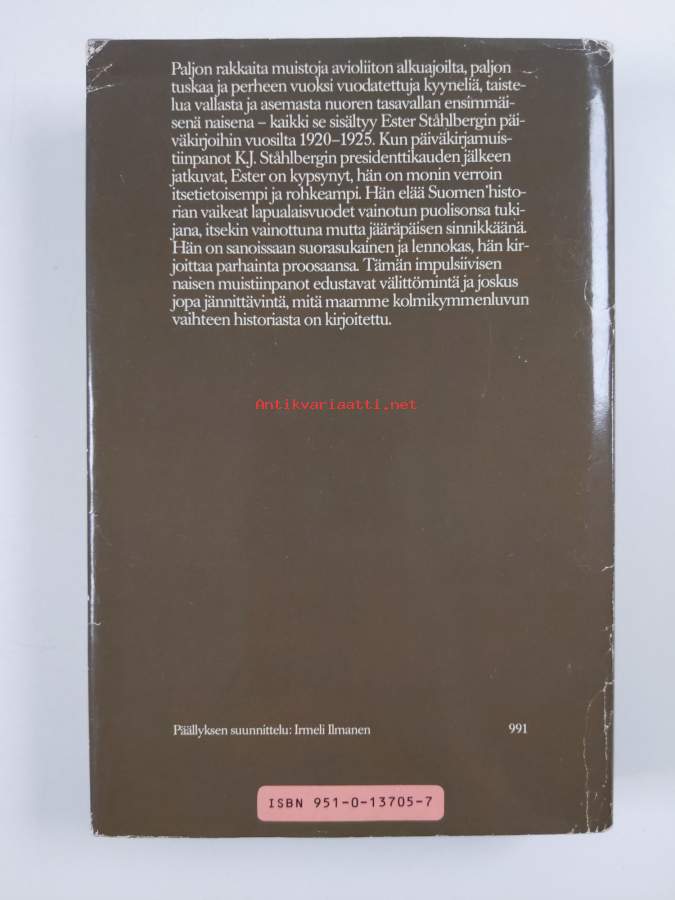 Paljon rakkaita muistoja avioliiton alkuajoilta, paljon
tuskaa ja perheen vuoksi vuodatettuja kyyneliä, taiste-
lua vallasta ja asemasta nuoren tasavallan ensimmäi-
senä naisena – kaikki se sisältyy Ester Ståhlbergin päi-
väkirjoihin vuosilta 1920–1925. Kun päiväkirjamuis-
tiinpanot K.J. Ståhlbergin presidenttikauden jälkeen
jatkuvat, Ester on kypsynyt, hän on monin verroin
itsetietoisempi ja rohkeampi. Hän elää Suomen histo-
rian vaikeat lapualaisvuodet vainotun puolisonsa tuki-
jana, itsekin vainottuna mutta jääräpäisen sinnikkäänä.
Hän on sanoissaan suorasukainen ja lennokas, hän kir-
joittaa parhainta proosaansa. Tämän impulsiivisen
naisen muistiinpanot edustavat välittömintä ja joskus
jopa jännittävintä, mitä maamme kolmikymmenluvun
vaihteen historiasta on kirjoitettu.
Antikvariaatti.net
Päällyksen suunnittelu: Irmeli Ilmanen 991
ISBN 951-0-13705-7